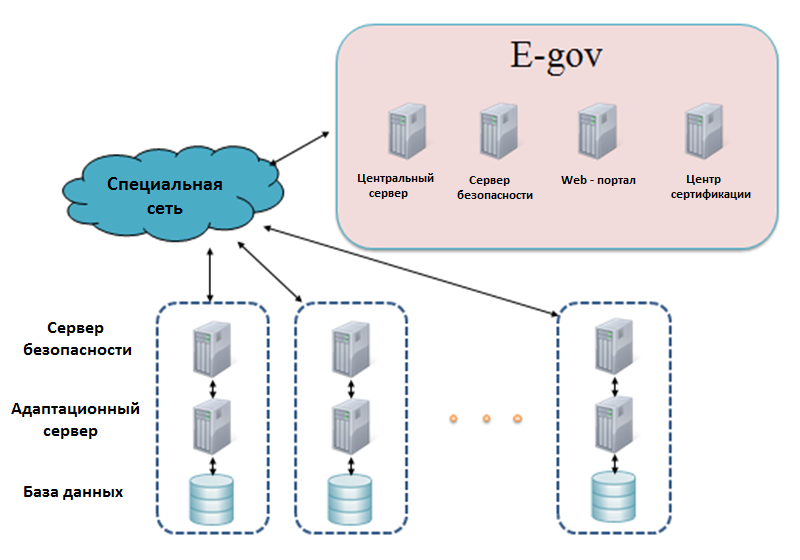 E-gov
Центральный
сервер
Сервер
безопасности
Web - портал
Центр
сертификации
Специальная
сеть
Сервер
безопасности
Адаптационный
сервер
База данных